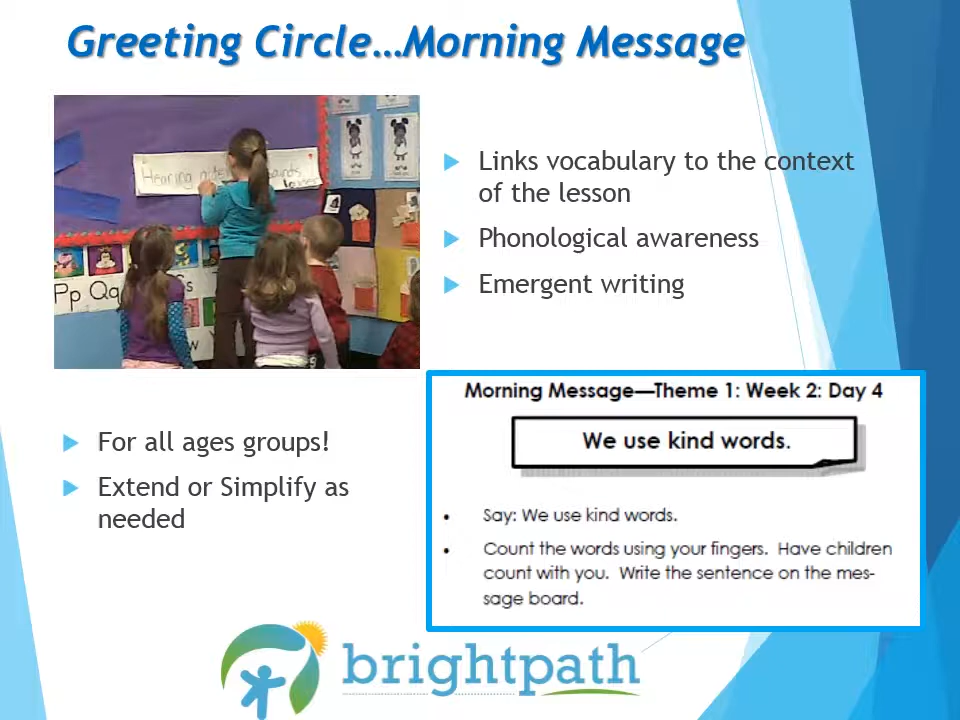 Greeting Circle…Morning Message
Hearing
Pp Qq
Links vocabulary to the context
of the lesson
Phonological awareness
Emergent writing
For all ages groups!
Extend or Simplify as
needed
Morning Message—Theme 1: Week 2: Day 4
We use kind words.
Say: We use kind words.
Count the words using your fingers. Have children
count with you. Write the sentence on the mes-
sage board.
brightpath